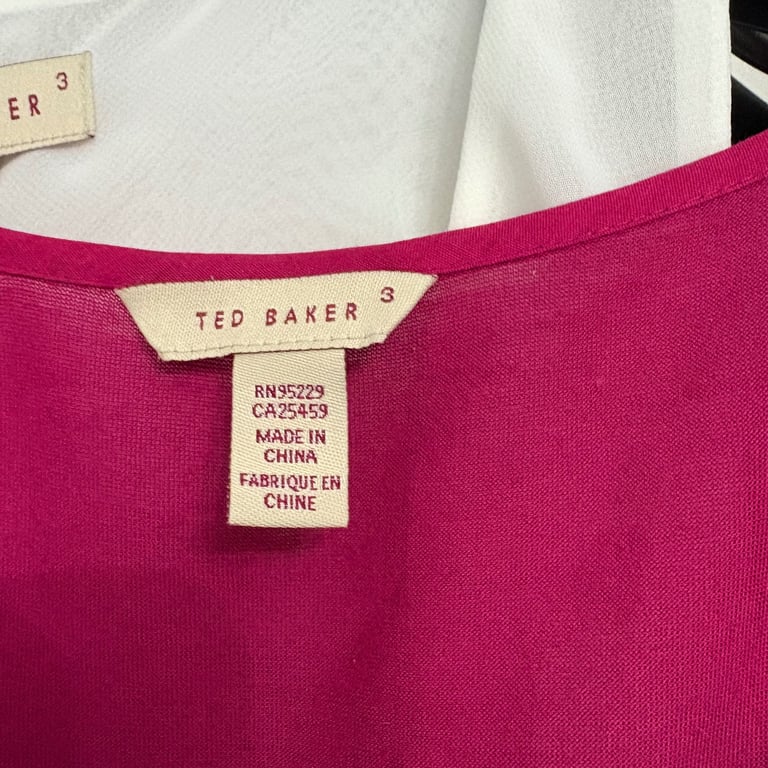 ER 3
TED BAKER 3
RN95229
CA25459
MADE IN
CHINA
FABRIQUE EN
CHINE